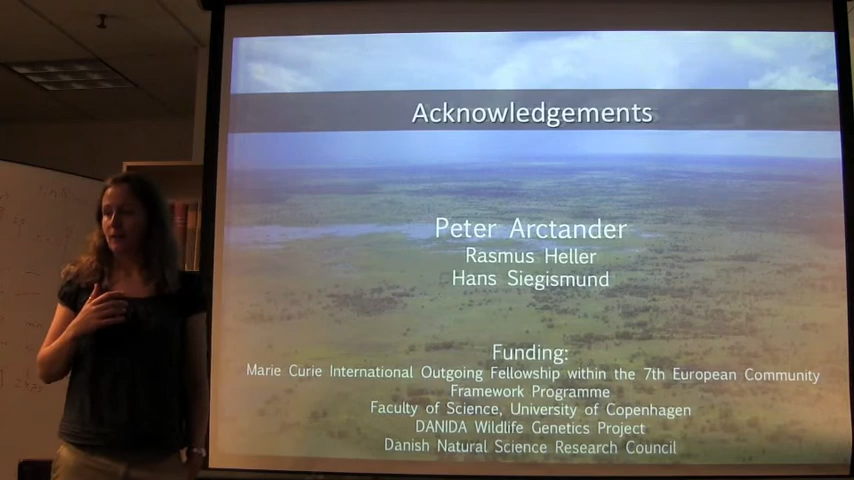 Acknowledgements
Peter Arctander
Rasmus Heller
Hans Siegismund
Funding:
Marie Curie International Outgoing Fellowship within the 7th European Community
Framework Programme
Faculty of Science, University of Copenhagen
DANIDA Wildlife Genetics Project
Danish Natural Science Research Council